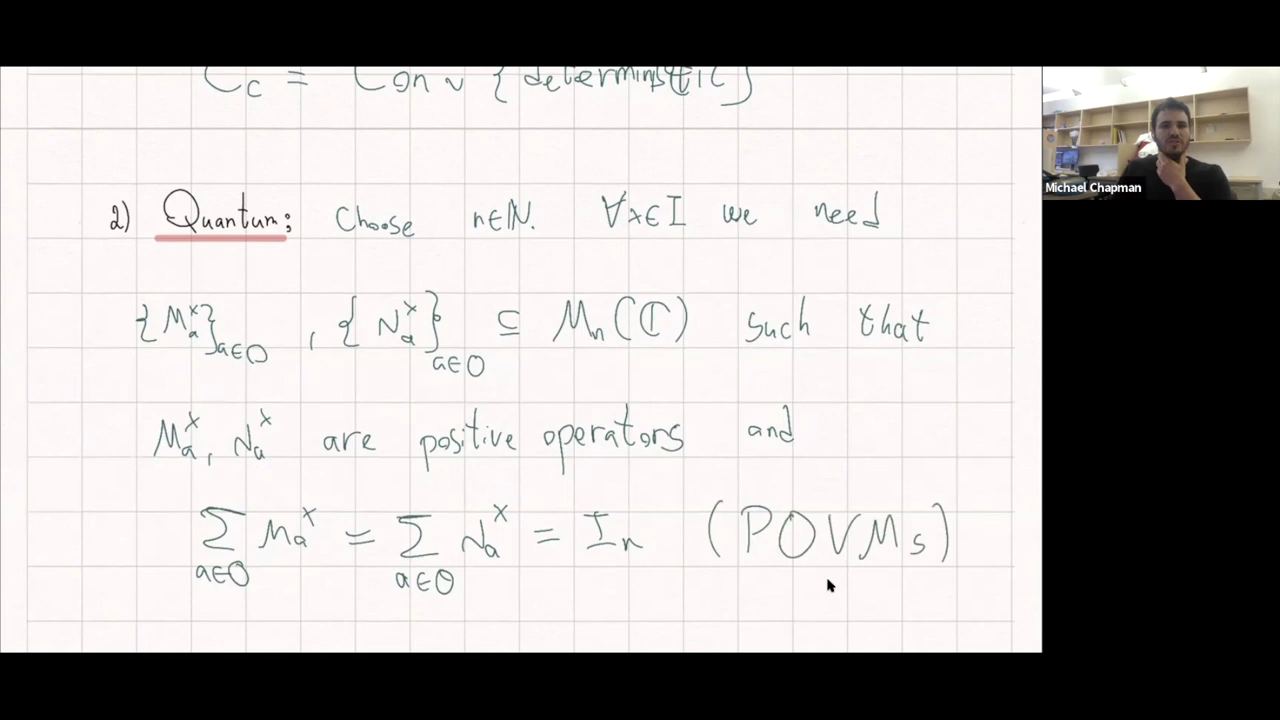 C_c = Conv {deterministic}
2) Quantum: Choose n∈ℕ. ∀x∈I we need
{M_a^x}_{a∈O}, {N_a^x}_{a∈O} ⊆ M_n(ℂ) such that
M_a^x, N_a^x are positive operators and
∑_{a∈O} M_a^x = ∑_{a∈O} N_a^x = I_n (POVMs)
Michael Chapman